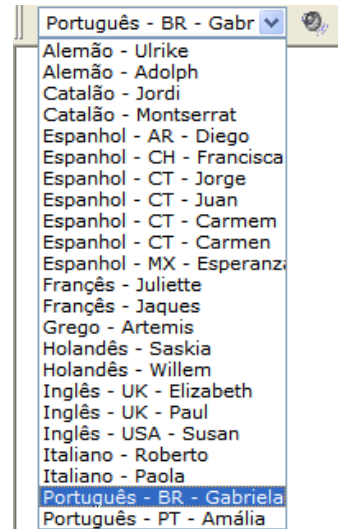 Português - BR - Gabr
Alemão - Ulrike
Alemão - Adolph
Catalão - Jordi
Catalão - Montserrat
Espanhol - AR - Diego
Espanhol - CH - Francisca
Espanhol - CT - Jorge
Espanhol - CT - Juan
Espanhol - CT - Carmem
Espanhol - CT - Carmen
Espanhol - MX - Esperanza
Françês - Juliette
Françês - Jaques
Grego - Artemis
Holandês - Saskia
Holandês - Willem
Inglês - UK - Elizabeth
Inglês - UK - Paul
Inglês - USA - Susan
Italiano - Roberto
Italiano - Paola
Português - BR - Gabriela
Português - PT - Amália